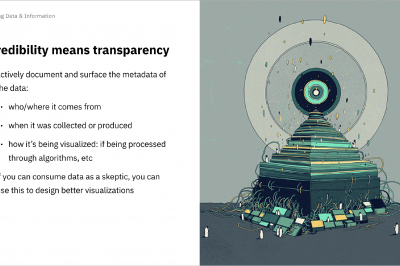 ng Data & Information
redibility means transparency
ctively document and surface the metadata of
he data:
• who/where it comes from
• when it was collected or produced
• how it's being visualized: if being processed
through algorithms, etc
f you can consume data as a skeptic, you can
se this to design better visualizations